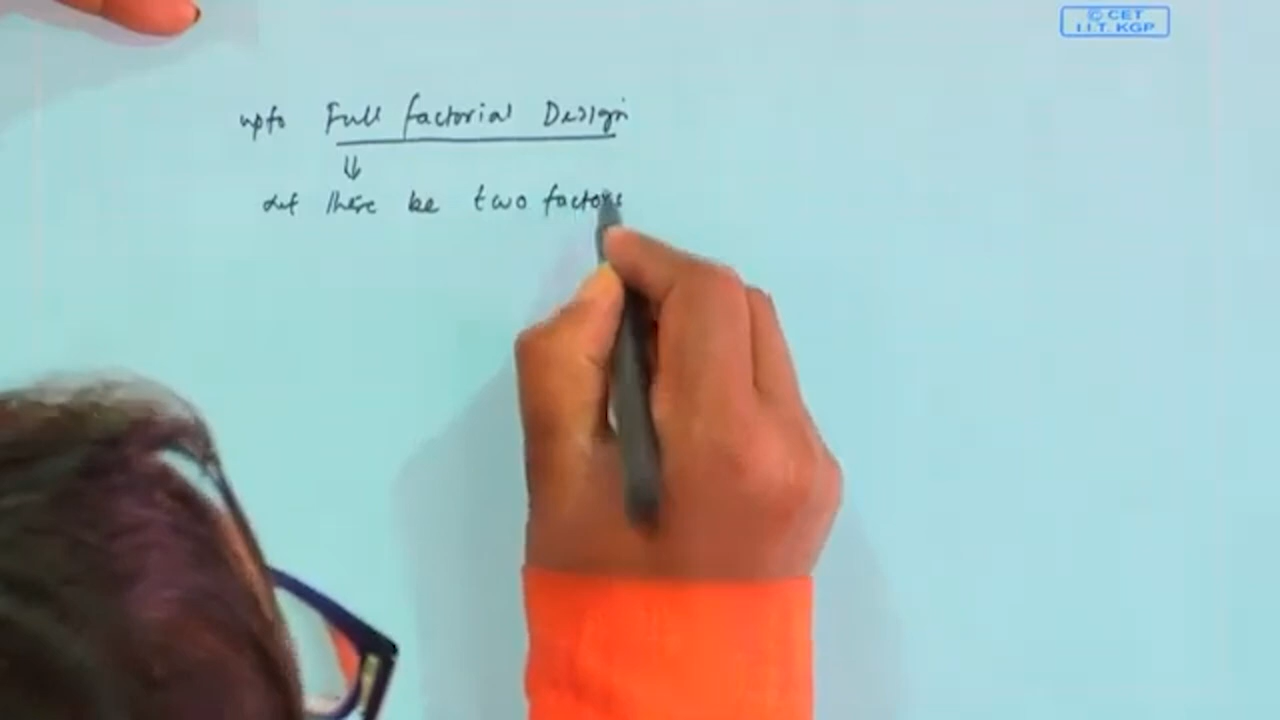 © CET
I.I.T. KGP
upto Full factorial Design
⇓
Let there be two factors